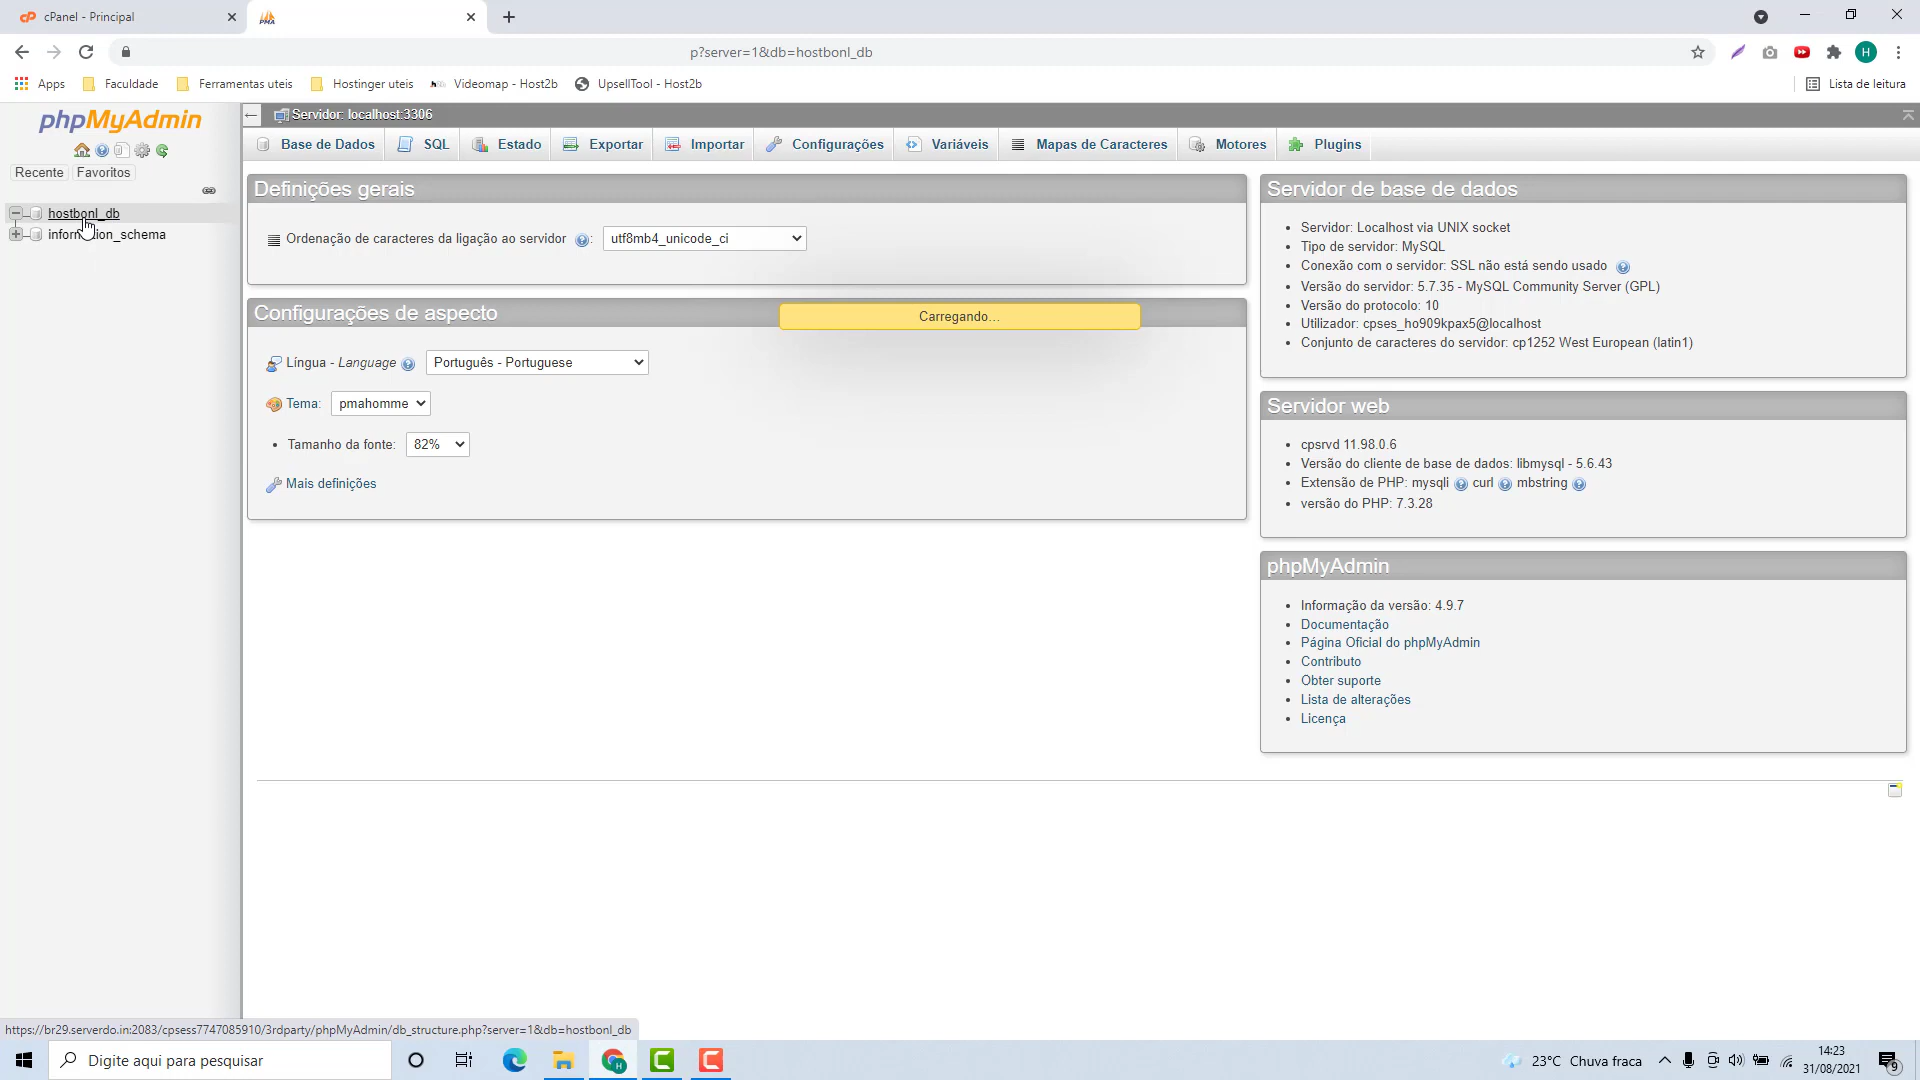 cPanel - Principal
PMA
p?server=1&db=hostbonl_db
H
Apps
Faculdade
Ferramentas uteis
Hostinger uteis
Videomap - Host2b
UpsellTool - Host2b
Lista de leitura
phpMyAdmin
Recente
Favoritos
hostbonl_db
information_schema
Servidor: localhost:3306
Base de Dados
SQL
Estado
Exportar
Importar
Configurações
Variáveis
Mapas de Caracteres
Motores
Plugins
Definições gerais
Ordenação de caracteres da ligação ao servidor : utf8mb4_unicode_ci
Configurações de aspecto
Carregando...
Língua - Language Português - Portuguese
Tema: pmahomme
• Tamanho da fonte: 82%
Mais definições
Servidor de base de dados
• Servidor: Localhost via UNIX socket
• Tipo de servidor: MySQL
• Conexão com o servidor: SSL não está sendo usado
• Versão do servidor: 5.7.35 - MySQL Community Server (GPL)
• Versão do protocolo: 10
• Utilizador: cpses_ho909kpax5@localhost
• Conjunto de caracteres do servidor: cp1252 West European (latin1)
Servidor web
• cpsrvd 11.98.0.6
• Versão do cliente de base de dados: libmysql - 5.6.43
• Extensão de PHP: mysqli curl mbstring
• versão do PHP: 7.3.28
phpMyAdmin
• Informação da versão: 4.9.7
• Documentação
• Página Oficial do phpMyAdmin
• Contributo
• Obter suporte
• Lista de alterações
• Licença
https://br29.serverdo.in:2083/cpsess7747085910/3rdparty/phpMyAdmin/db_structure.php?server=1&db=hostbonl_db
Digite aqui para pesquisar
23°C Chuva fraca
14:23
31/08/2021
9